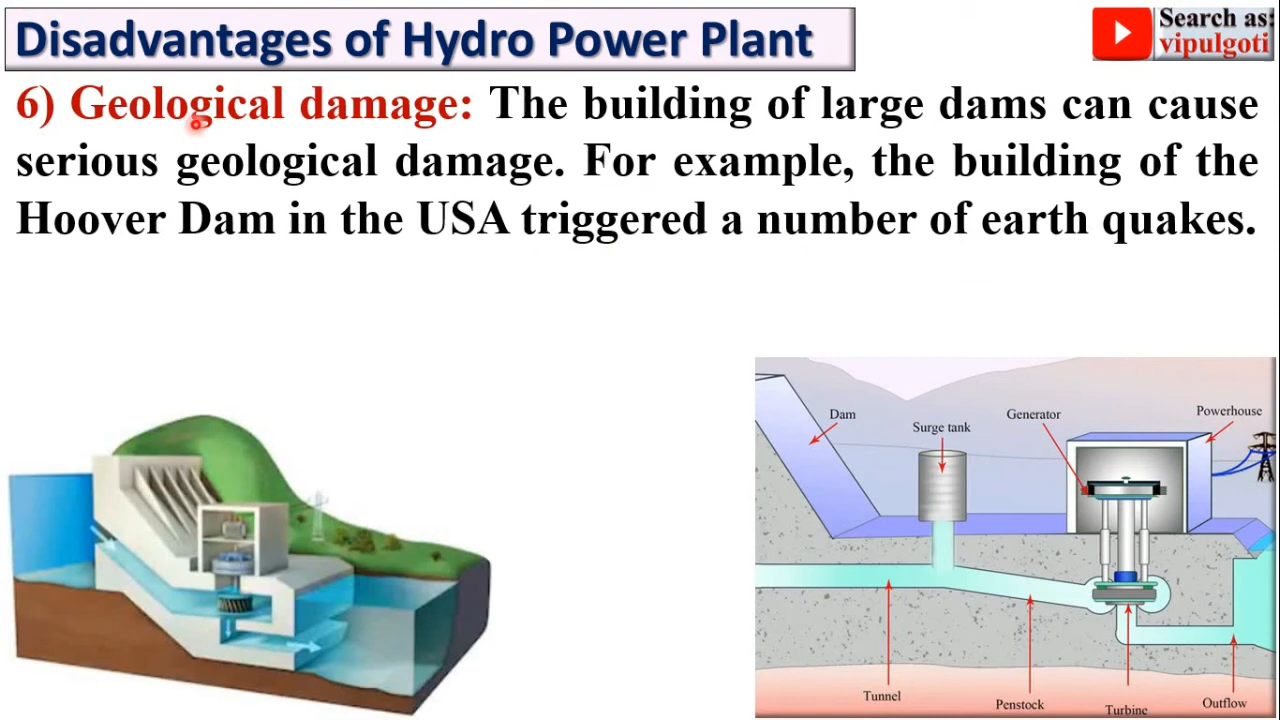 Disadvantages of Hydro Power Plant
Search as:
vipulgoti
6) Geological damage: The building of large dams can cause
serious geological damage. For example, the building of the
Hoover Dam in the USA triggered a number of earth quakes.
Dam
Surge tank
Generator
Powerhouse
Tunnel
Penstock
Turbine
Outflow